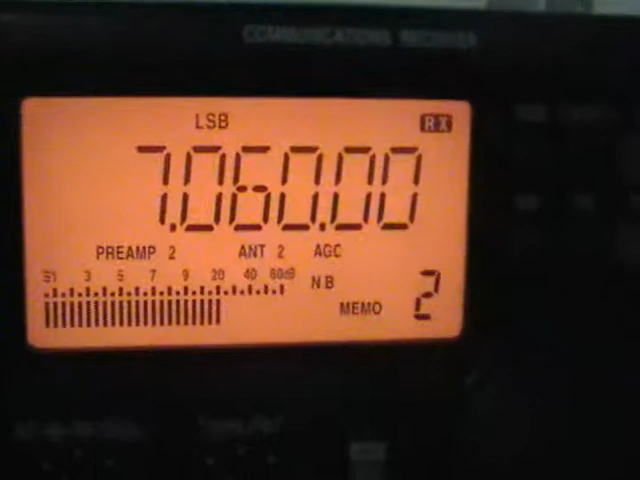 COMMUNICATIONS RECEIVER
LSB RX
7.060.00
PREAMP 2 ANT 2 AGC
S1 3 5 7 9 20 40 60dB
NB
MEMO 2